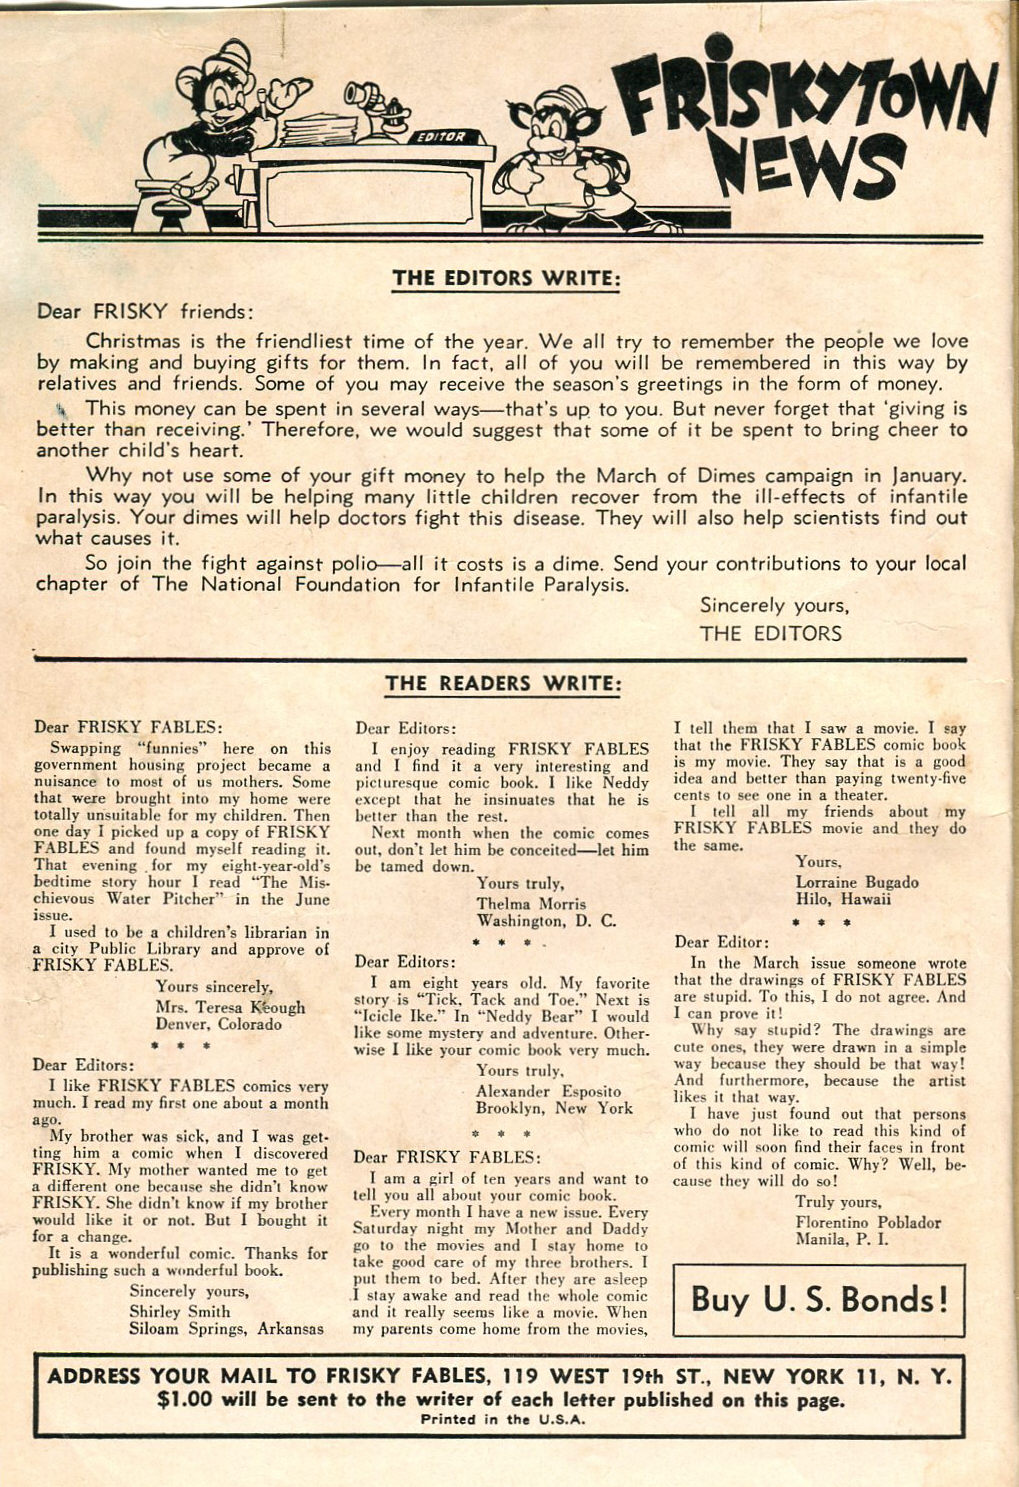 FRISKYTOWN
NEWS
EDITOR
THE EDITORS WRITE:
Dear FRISKY friends:
Christmas is the friendliest time of the year. We all try to remember the people we love
by making and buying gifts for them. In fact, all of you will be remembered in this way by
relatives and friends. Some of you may receive the season's greetings in the form of money.
This money can be spent in several ways—that's up to you. But never forget that 'giving is
better than receiving.' Therefore, we would suggest that some of it be spent to bring cheer to
another child's heart.
Why not use some of your gift money to help the March of Dimes campaign in January.
In this way you will be helping many little children recover from the ill-effects of infantile
paralysis. Your dimes will help doctors fight this disease. They will also help scientists find out
what causes it.
So join the fight against polio—all it costs is a dime. Send your contributions to your local
chapter of The National Foundation for Infantile Paralysis.
Sincerely yours,
THE EDITORS
THE READERS WRITE:
Dear FRISKY FABLES:
Swapping "funnies" here on this
government housing project became a
nuisance to most of us mothers. Some
that were brought into my home were
totally unsuitable for my children. Then
one day I picked up a copy of FRISKY
FABLES and found myself reading it.
That evening for my eight-year-old's
bedtime story hour I read "The Mis-
chievous Water Pitcher" in the June
issue.
I used to be a children's librarian in
a city Public Library and approve of
FRISKY FABLES.
Yours sincerely,
Mrs. Teresa Keough
Denver, Colorado
* * *
Dear Editors:
I like FRISKY FABLES comics very
much. I read my first one about a month
ago.
My brother was sick, and I was get-
ting him a comic when I discovered
FRISKY. My mother wanted me to get
a different one because she didn't know
FRISKY. She didn't know if my brother
would like it or not. But I bought it
for a change.
It is a wonderful comic. Thanks for
publishing such a wonderful book.
Sincerely yours,
Shirley Smith
Siloam Springs, Arkansas
Dear Editors:
I enjoy reading FRISKY FABLES
and I find it a very interesting and
picturesque comic book. I like Neddy
except that he insinuates that he is
better than the rest.
Next month when the comic comes
out, don't let him be conceited—let him
be tamed down.
Yours truly,
Thelma Morris
Washington, D. C.
* * *
Dear Editors:
I am eight years old. My favorite
story is "Tick, Tack and Toe." Next is
"Icicle Ike." In "Neddy Bear" I would
like some mystery and adventure. Other-
wise I like your comic book very much.
Yours truly,
Alexander Esposito
Brooklyn, New York
* * *
Dear FRISKY FABLES:
I am a girl of ten years and want to
tell you all about your comic book.
Every month I have a new issue. Every
Saturday night my Mother and Daddy
go to the movies and I stay home to
take good care of my three brothers. I
put them to bed. After they are asleep
I stay awake and read the whole comic
and it really seems like a movie. When
my parents come home from the movies,
I tell them that I saw a movie. I say
that the FRISKY FABLES comic book
is my movie. They say that is a good
idea and better than paying twenty-five
cents to see one in a theater.
I tell all my friends about my
FRISKY FABLES movie and they do
the same.
Yours,
Lorraine Bugado
Hilo, Hawaii
* * *
Dear Editor:
In the March issue someone wrote
that the drawings of FRISKY FABLES
are stupid. To this, I do not agree. And
I can prove it!
Why say stupid? The drawings are
cute ones, they were drawn in a simple
way because they should be that way!
And furthermore, because the artist
likes it that way.
I have just found out that persons
who do not like to read this kind of
comic will soon find their faces in front
of this kind of comic. Why? Well, be-
cause they will do so!
Truly yours,
Florentino Poblador
Manila, P. I.
Buy U. S. Bonds!
ADDRESS YOUR MAIL TO FRISKY FABLES, 119 WEST 19th ST., NEW YORK 11, N. Y.
$1.00 will be sent to the writer of each letter published on this page.
Printed in the U.S.A.